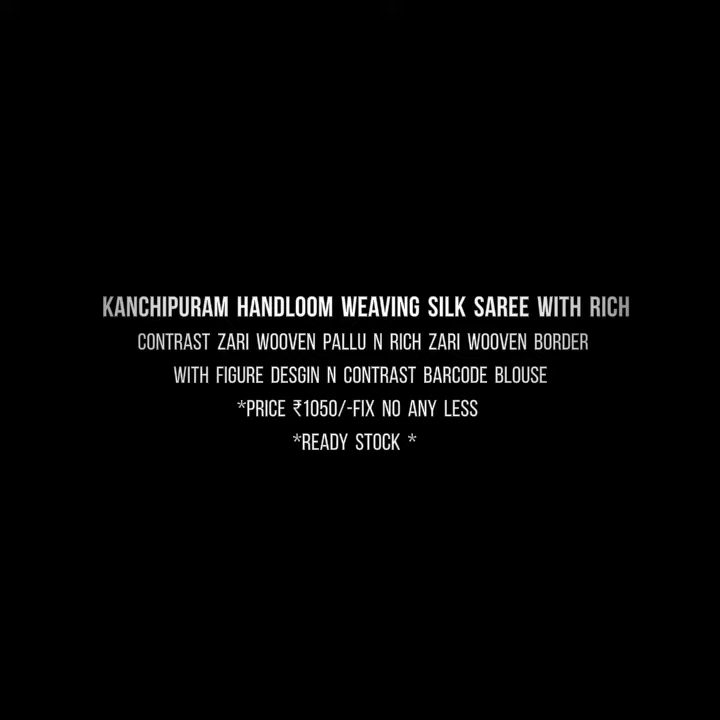 KANCHIPURAM HANDLOOM WEAVING SILK SAREE WITH RICH
CONTRAST ZARI WOOVEN PALLU N RICH ZARI WOOVEN BORDER
WITH FIGURE DESGIN N CONTRAST BARCODE BLOUSE
*PRICE ₹1050/-FIX NO ANY LESS
*READY STOCK *